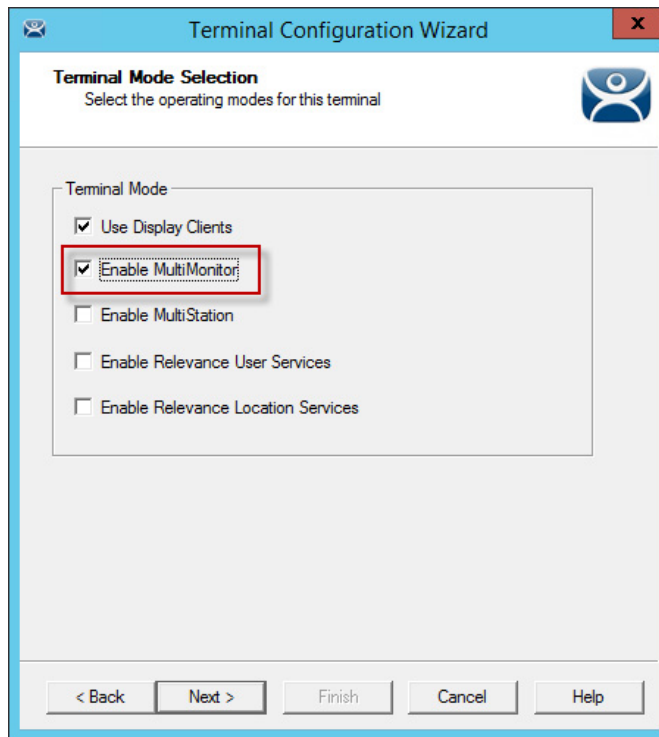 Terminal Configuration Wizard
x
Terminal Mode Selection
Select the operating modes for this terminal
Terminal Mode
Use Display Clients
Enable MultiMonitor
Enable MultiStation
Enable Relevance User Services
Enable Relevance Location Services
< Back Next > Finish Cancel Help